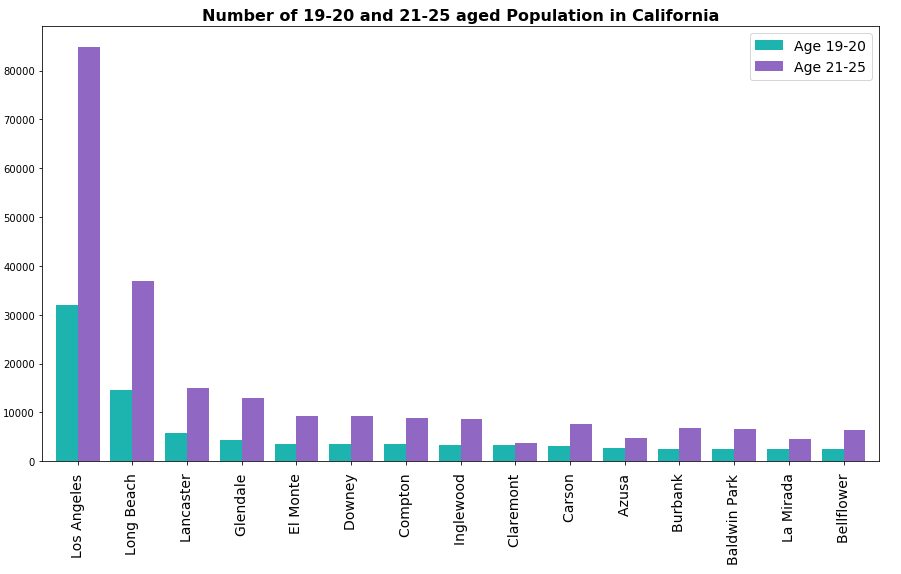 Number of 19-20 and 21-25 aged Population in California
Age 19-20
Age 21-25
80000
70000
60000
50000
40000
30000
20000
10000
0
Los Angeles
Long Beach
Lancaster
Glendale
El Monte
Downey
Compton
Inglewood
Claremont
Carson
Azusa
Burbank
Baldwin Park
La Mirada
Bellflower